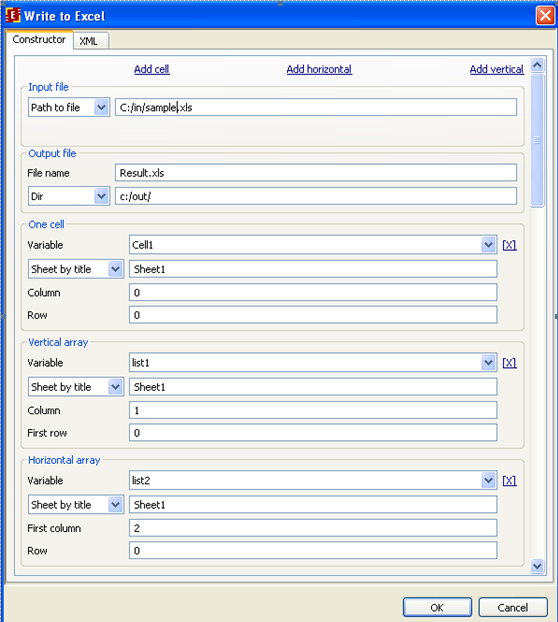 Write to Excel
Constructor XML
Add cell Add horizontal Add vertical
Input file
Path to file C:/in/sample.xls
Output file
File name Result.xls
Dir c:/out/
One cell
Variable Cell1 [X]
Sheet by title Sheet1
Column 0
Row 0
Vertical array
Variable list1 [X]
Sheet by title Sheet1
Column 1
First row 0
Horizontal array
Variable list2 [X]
Sheet by title Sheet1
First column 2
Row 0
OK Cancel